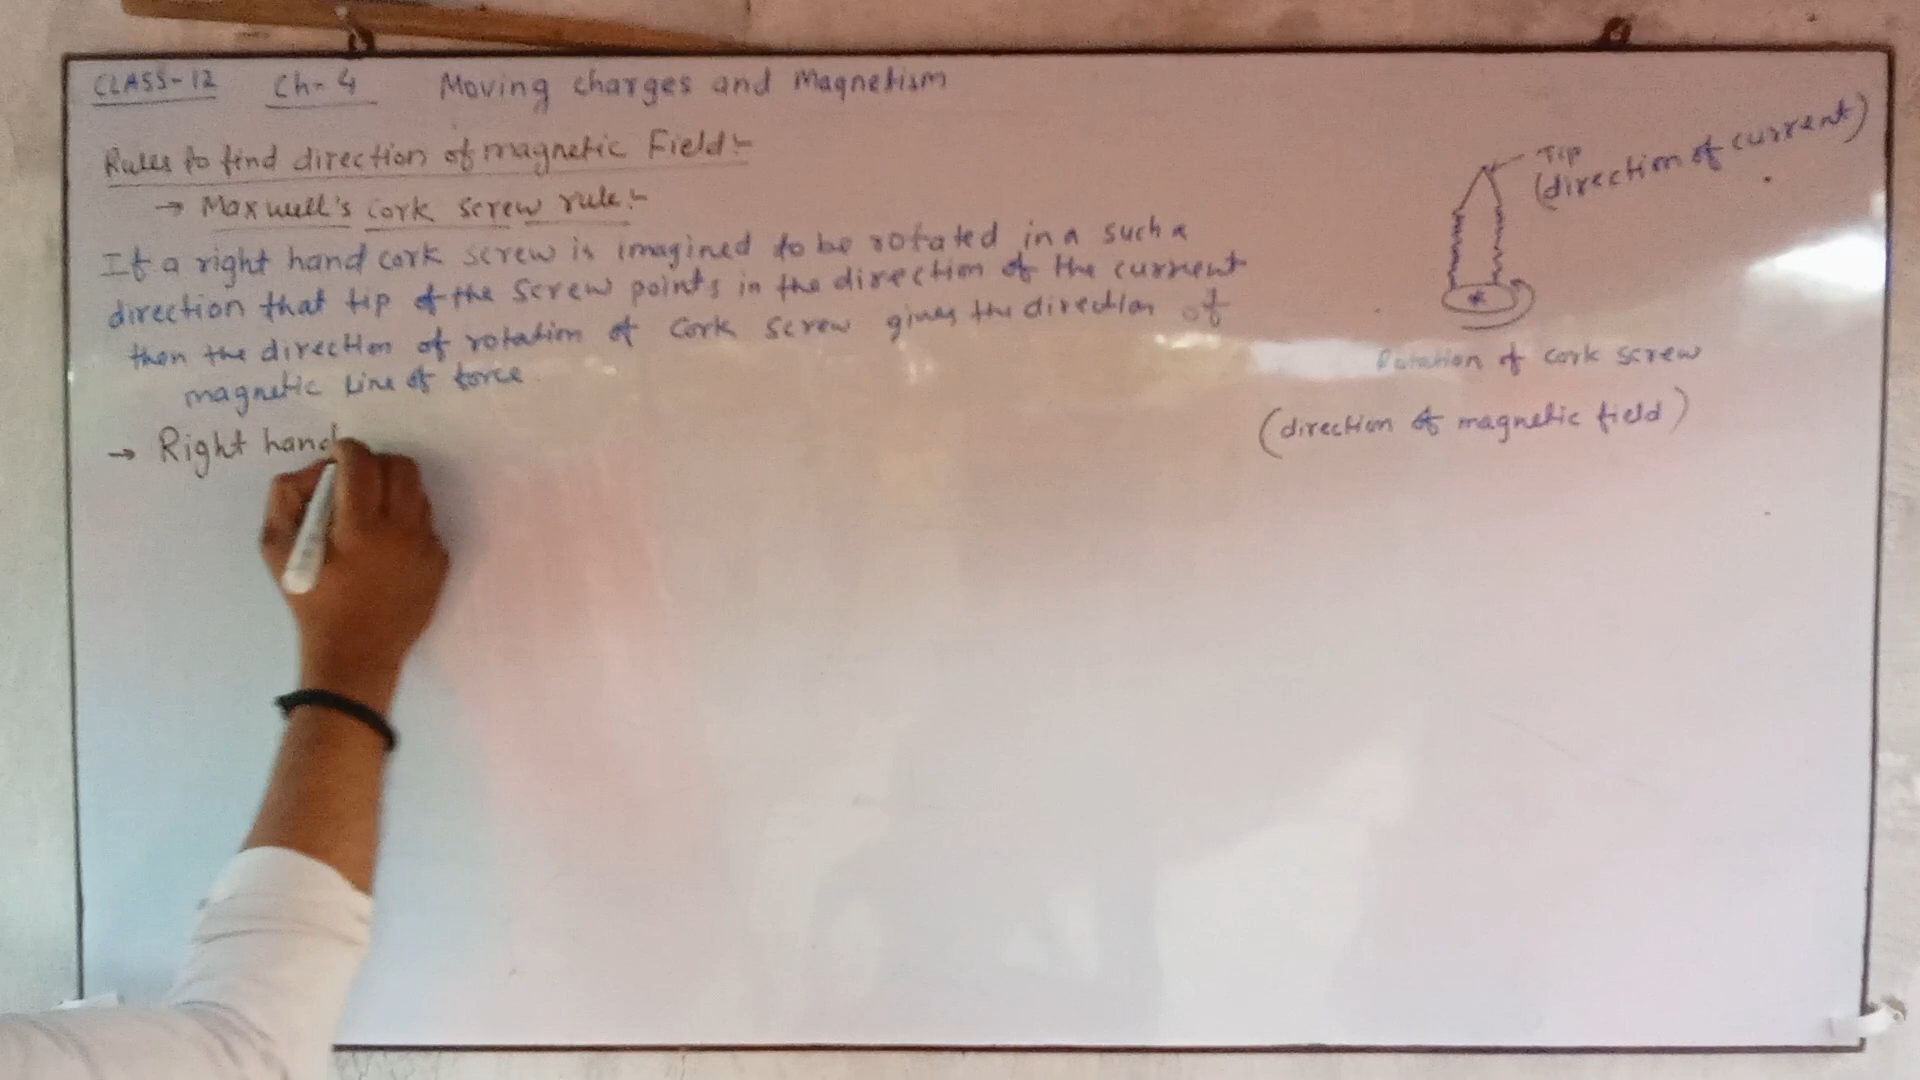 CLASS-12 Ch-4 Moving charges and Magnetism
Rules to find direction of magnetic Field:-
→ Maxwell's cork screw rule:-
If a right hand cork screw is imagined to be rotated in a such a
direction that tip of the screw points in the direction of the current
then the direction of rotation of cork screw gives the direction of
magnetic line of force
→ Right hand
Tip
(direction of current)
Rotation of cork screw
(direction of magnetic field)